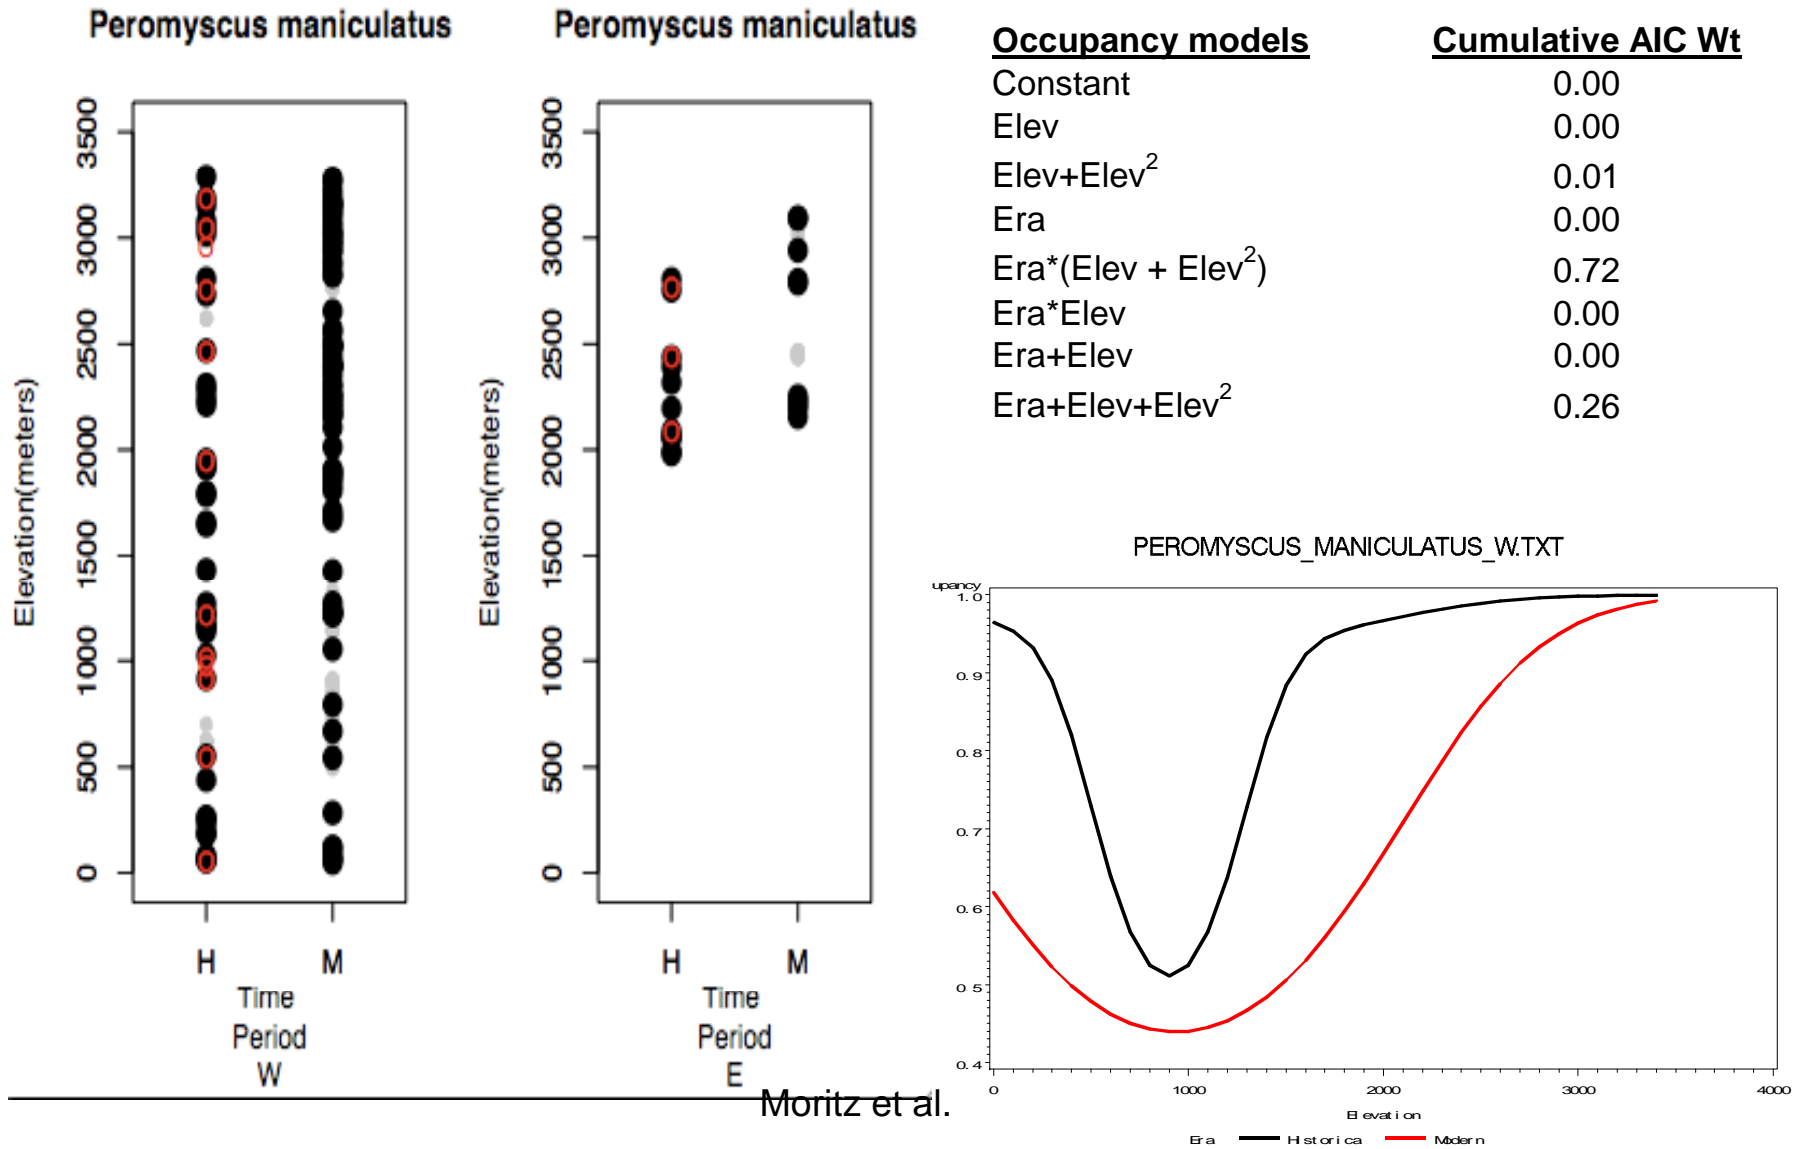 Peromyscus maniculatus
Elevation(meters)
3500
3000
2500
2000
1500
1000
500
0
H M
Time
Period
W
Peromyscus maniculatus
Elevation(meters)
3500
3000
2500
2000
1500
1000
500
0
H M
Time
Period
E
Occupancy models Cumulative AIC Wt
Constant 0.00
Elev 0.00
Elev+Elev² 0.01
Era 0.00
Era*(Elev + Elev²) 0.72
Era*Elev 0.00
Era+Elev 0.00
Era+Elev+Elev² 0.26
PEROMYSCUS_MANICULATUS_W.TXT
upancy
1.0
0.9
0.8
0.7
0.6
0.5
0.4
0 1000 2000 3000 4000
Elevation
Era Historica Modern
Moritz et al.